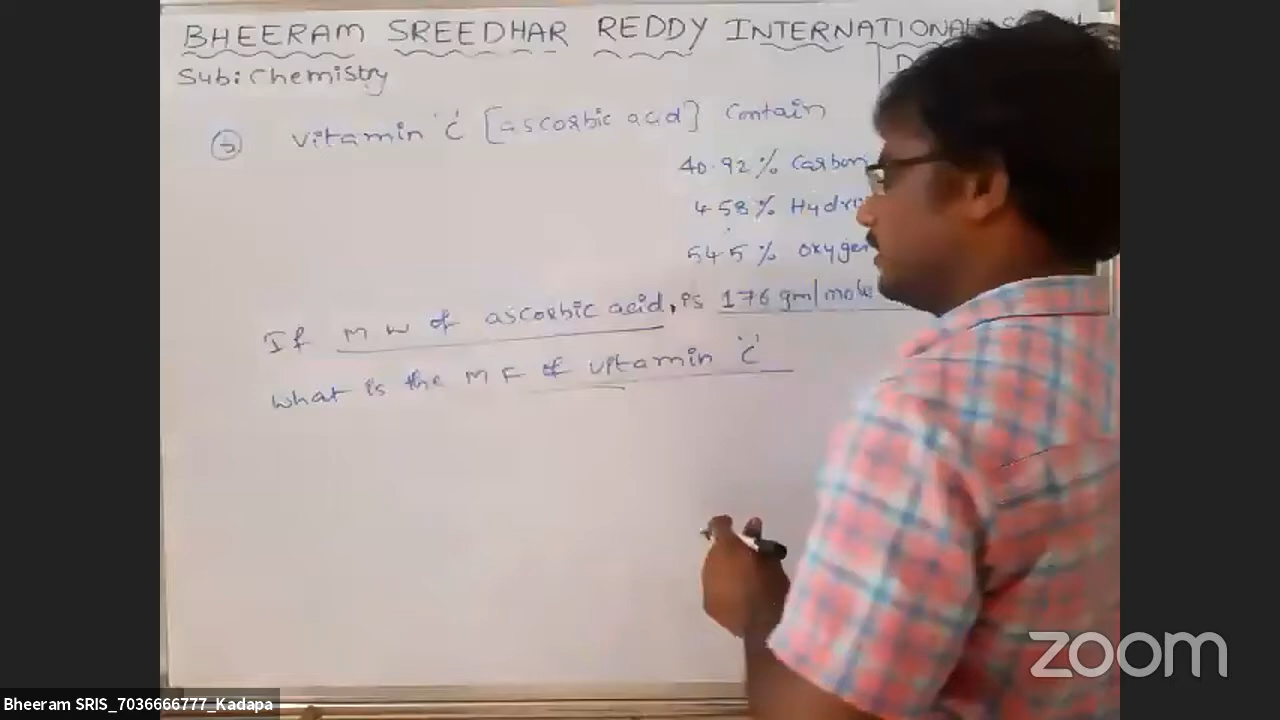 BHEERAM SREEDHAR REDDY INTERNATIONAL
Sub: Chemistry
D
5 Vitamin 'C' [ascorbic acid] Contain
40.92% Carbon
4.58% Hydr
54.5% Oxygen
If M W of ascorbic acid, is 176 gm/mole
What is the M F of vitamin 'C'
zoom
Bheeram SRIS_7036666777_Kadapa